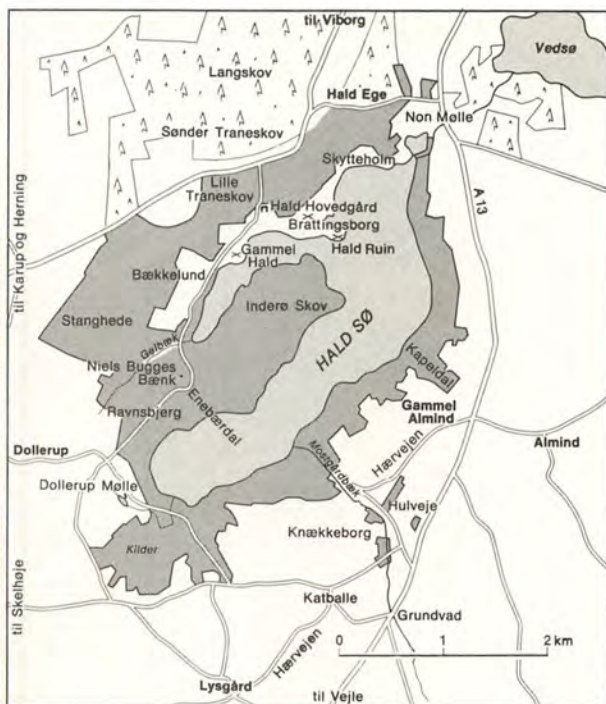 til Viborg
Vedsø
Langskov
Hald Ege
Non Mølle
Sønder Traneskov
Skytteholm
Lille
Traneskov
A 13
til Karup og Herning
Hald Hovedgård
Brattingsborg
Hald Ruin
Gammel
Hald
Bækkelund
Inderø Skov
Stanghede
HALD SØ
Gelbæk
Niels Bugges
Bænk
Kapeldal
Ravnsbjerg
Enebærdal
Gammel
Almind
Dollerup
Mostgårdbæk
Hærvejen
Almind
Dollerup Mølle
Hulveje
Knækkeborg
Kilder
til Skelhøje
Katballe
Grundvad
Hærvejen
0 1 2 km
Lysgård
til Vejle